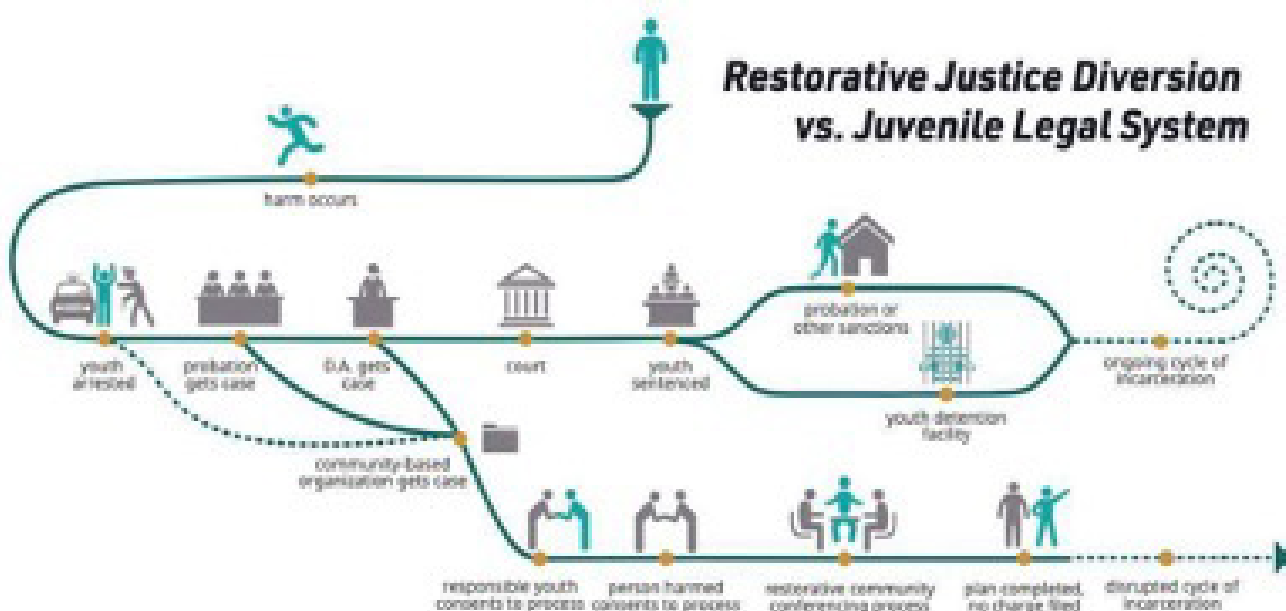 Restorative Justice Diversion
vs. Juvenile Legal System
harm occurs
youth
arrested
probation
gets case
D.A. gets
case
court
youth
sentenced
probation or
other sanctions
youth detention
facility
ongoing cycle of
incarceration
community-based
organization gets case
responsible youth
consents to process
person harmed
consents to process
restorative community
conferencing process
plan completed,
no charge filed
disrupted cycle of
incarceration